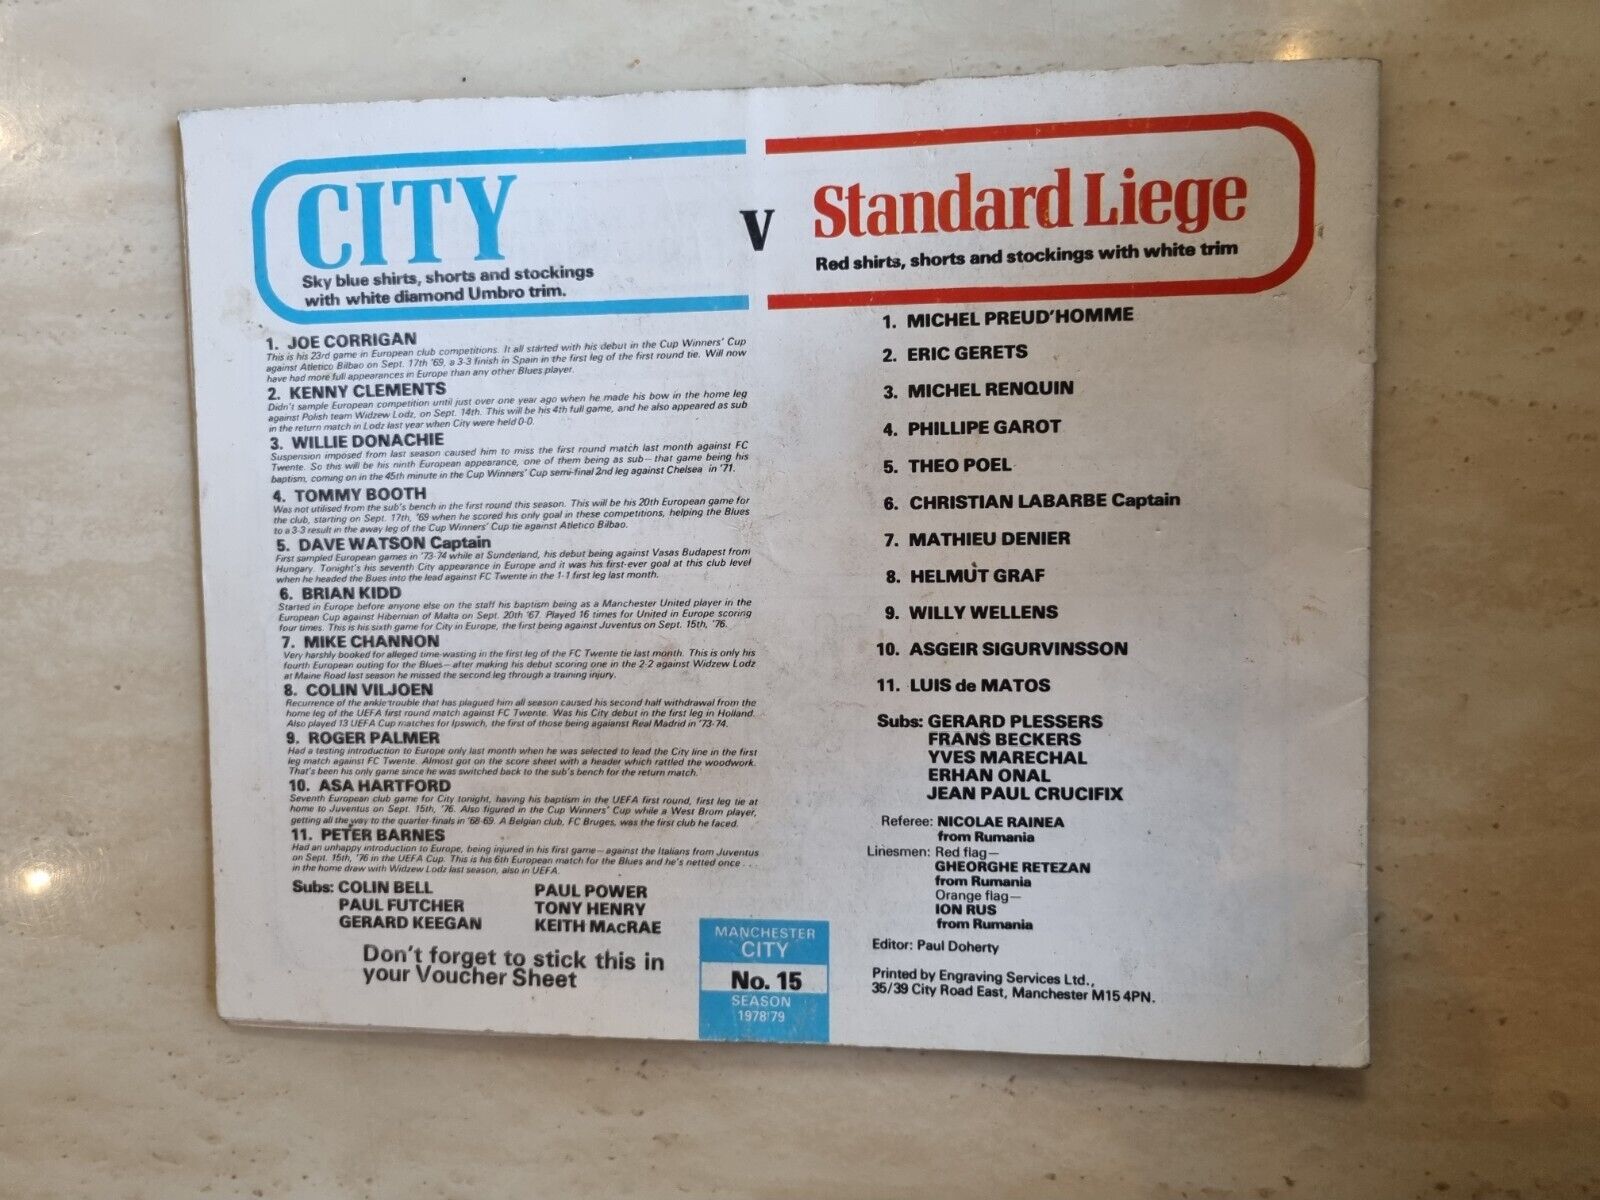 CITY
Sky blue shirts, shorts and stockings
with white diamond Umbro trim.
V
Standard Liege
Red shirts, shorts and stockings with white trim
1. JOE CORRIGAN
This is his 23rd game in European club competitions. It all started with his debut in the Cup Winners' Cup
against Atletico Bilbao on Sept. 17th '69, a 3-3 finish in Spain in the first leg of the first round tie. Will now
have had more full appearances in Europe than any other Blues player.
2. KENNY CLEMENTS
Didn't sample European competition until just over one year ago when he made his bow in the home leg
against Polish team Widzew Lodz, on Sept. 14th. This will be his 4th full game, and he also appeared as sub
in the return match in Lodz last year when City were held 0-0.
3. WILLIE DONACHIE
Suspension imposed from last season caused him to miss the first round match last month against FC
Twente. So this will be his ninth European appearance, one of them being as sub—that game being his
baptism, coming on in the 45th minute in the Cup Winners' Cup semi-final 2nd leg against Chelsea in '71.
4. TOMMY BOOTH
Was not utilised from the sub's bench in the first round this season. This will be his 20th European game for
the club, starting on Sept. 17th, '69 when he scored his only goal in these competitions, helping the Blues
to a 3-3 result in the away leg of the Cup Winners' Cup tie against Atletico Bilbao.
5. DAVE WATSON Captain
First sampled European games in '73-74 while at Sunderland, his debut being against Vasas Budapest from
Hungary. Tonight's his seventh City appearance in Europe and it was his first-ever goal at this club level
when he headed the Bues into the lead against FC Twente in the 1-1 first leg last month.
6. BRIAN KIDD
Started in Europe before anyone else on the staff his baptism being as a Manchester United player in the
European Cup against Hibernian of Malta on Sept. 20th '67. Played 16 times for United in Europe scoring
four times. This is his sixth game for City in Europe, the first being against Juventus on Sept. 15th, '76.
7. MIKE CHANNON
Very harshly booked for alleged time-wasting in the first leg of the FC Twente tie last month. This is only his
fourth European outing for the Blues—after making his debut scoring one in the 2-2 against Widzew Lodz
at Maine Road last season he missed the second leg through a training injury.
8. COLIN VILJOEN
Recurrence of the ankle trouble that has plagued him all season caused his second half withdrawal from the
home leg of the UEFA first round match against FC Twente. Was his City debut in the first leg in Holland.
Also played 13 UEFA Cup matches for Ipswich, the first of those being agaianst Real Madrid in '73-74.
9. ROGER PALMER
Had a testing introduction to Europe only last month when he was selected to lead the City line in the first
leg match against FC Twente. Almost got on the score sheet with a header which rattled the woodwork.
That's been his only game since he was switched back to the sub's bench for the return match.
10. ASA HARTFORD
Seventh European club game for City tonight, having his baptism in the UEFA first round, first leg tie at
home to Juventus on Sept. 15th, '76. Also figured in the Cup Winners' Cup while a West Brom player,
getting all the way to the quarter-finals in '68-69. A Belgian club, FC Bruges, was the first club he faced.
11. PETER BARNES
Had an unhappy introduction to Europe, being injured in his first game—against the Italians from Juventus
on Sept. 15th, '76 in the UEFA Cup. This is his 6th European match for the Blues and he's netted once . . .
in the home draw with Widzew Lodz last season, also in UEFA.
Subs: COLIN BELL
PAUL FUTCHER
GERARD KEEGAN
PAUL POWER
TONY HENRY
KEITH MacRAE
Don't forget to stick this in
your Voucher Sheet
MANCHESTER
CITY
No. 15
SEASON
1978'79
1. MICHEL PREUD'HOMME
2. ERIC GERETS
3. MICHEL RENQUIN
4. PHILLIPE GAROT
5. THEO POEL
6. CHRISTIAN LABARBE Captain
7. MATHIEU DENIER
8. HELMUT GRAF
9. WILLY WELLENS
10. ASGEIR SIGURVINSSON
11. LUIS de MATOS
Subs: GERARD PLESSERS
FRANS BECKERS
YVES MARECHAL
ERHAN ONAL
JEAN PAUL CRUCIFIX
Referee: NICOLAE RAINEA
from Rumania
Linesmen: Red flag—
GHEORGHE RETEZAN
from Rumania
Orange flag—
ION RUS
from Rumania
Editor: Paul Doherty
Printed by Engraving Services Ltd.,
35/39 City Road East, Manchester M15 4PN.